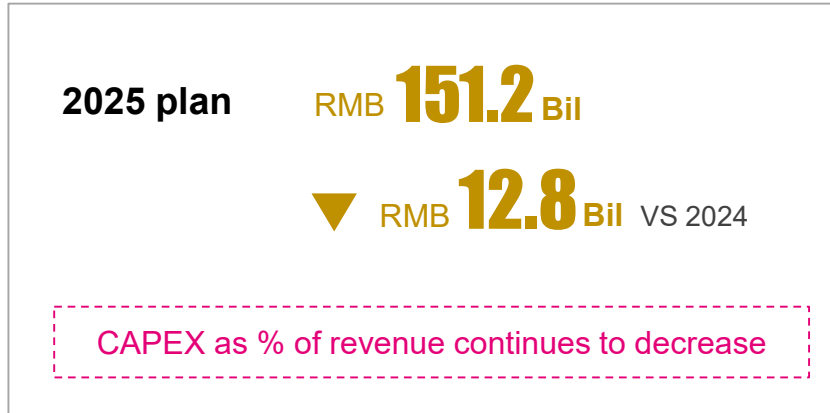 2025 plan RMB 151.2 Bil
▼ RMB 12.8 Bil VS 2024
CAPEX as % of revenue continues to decrease